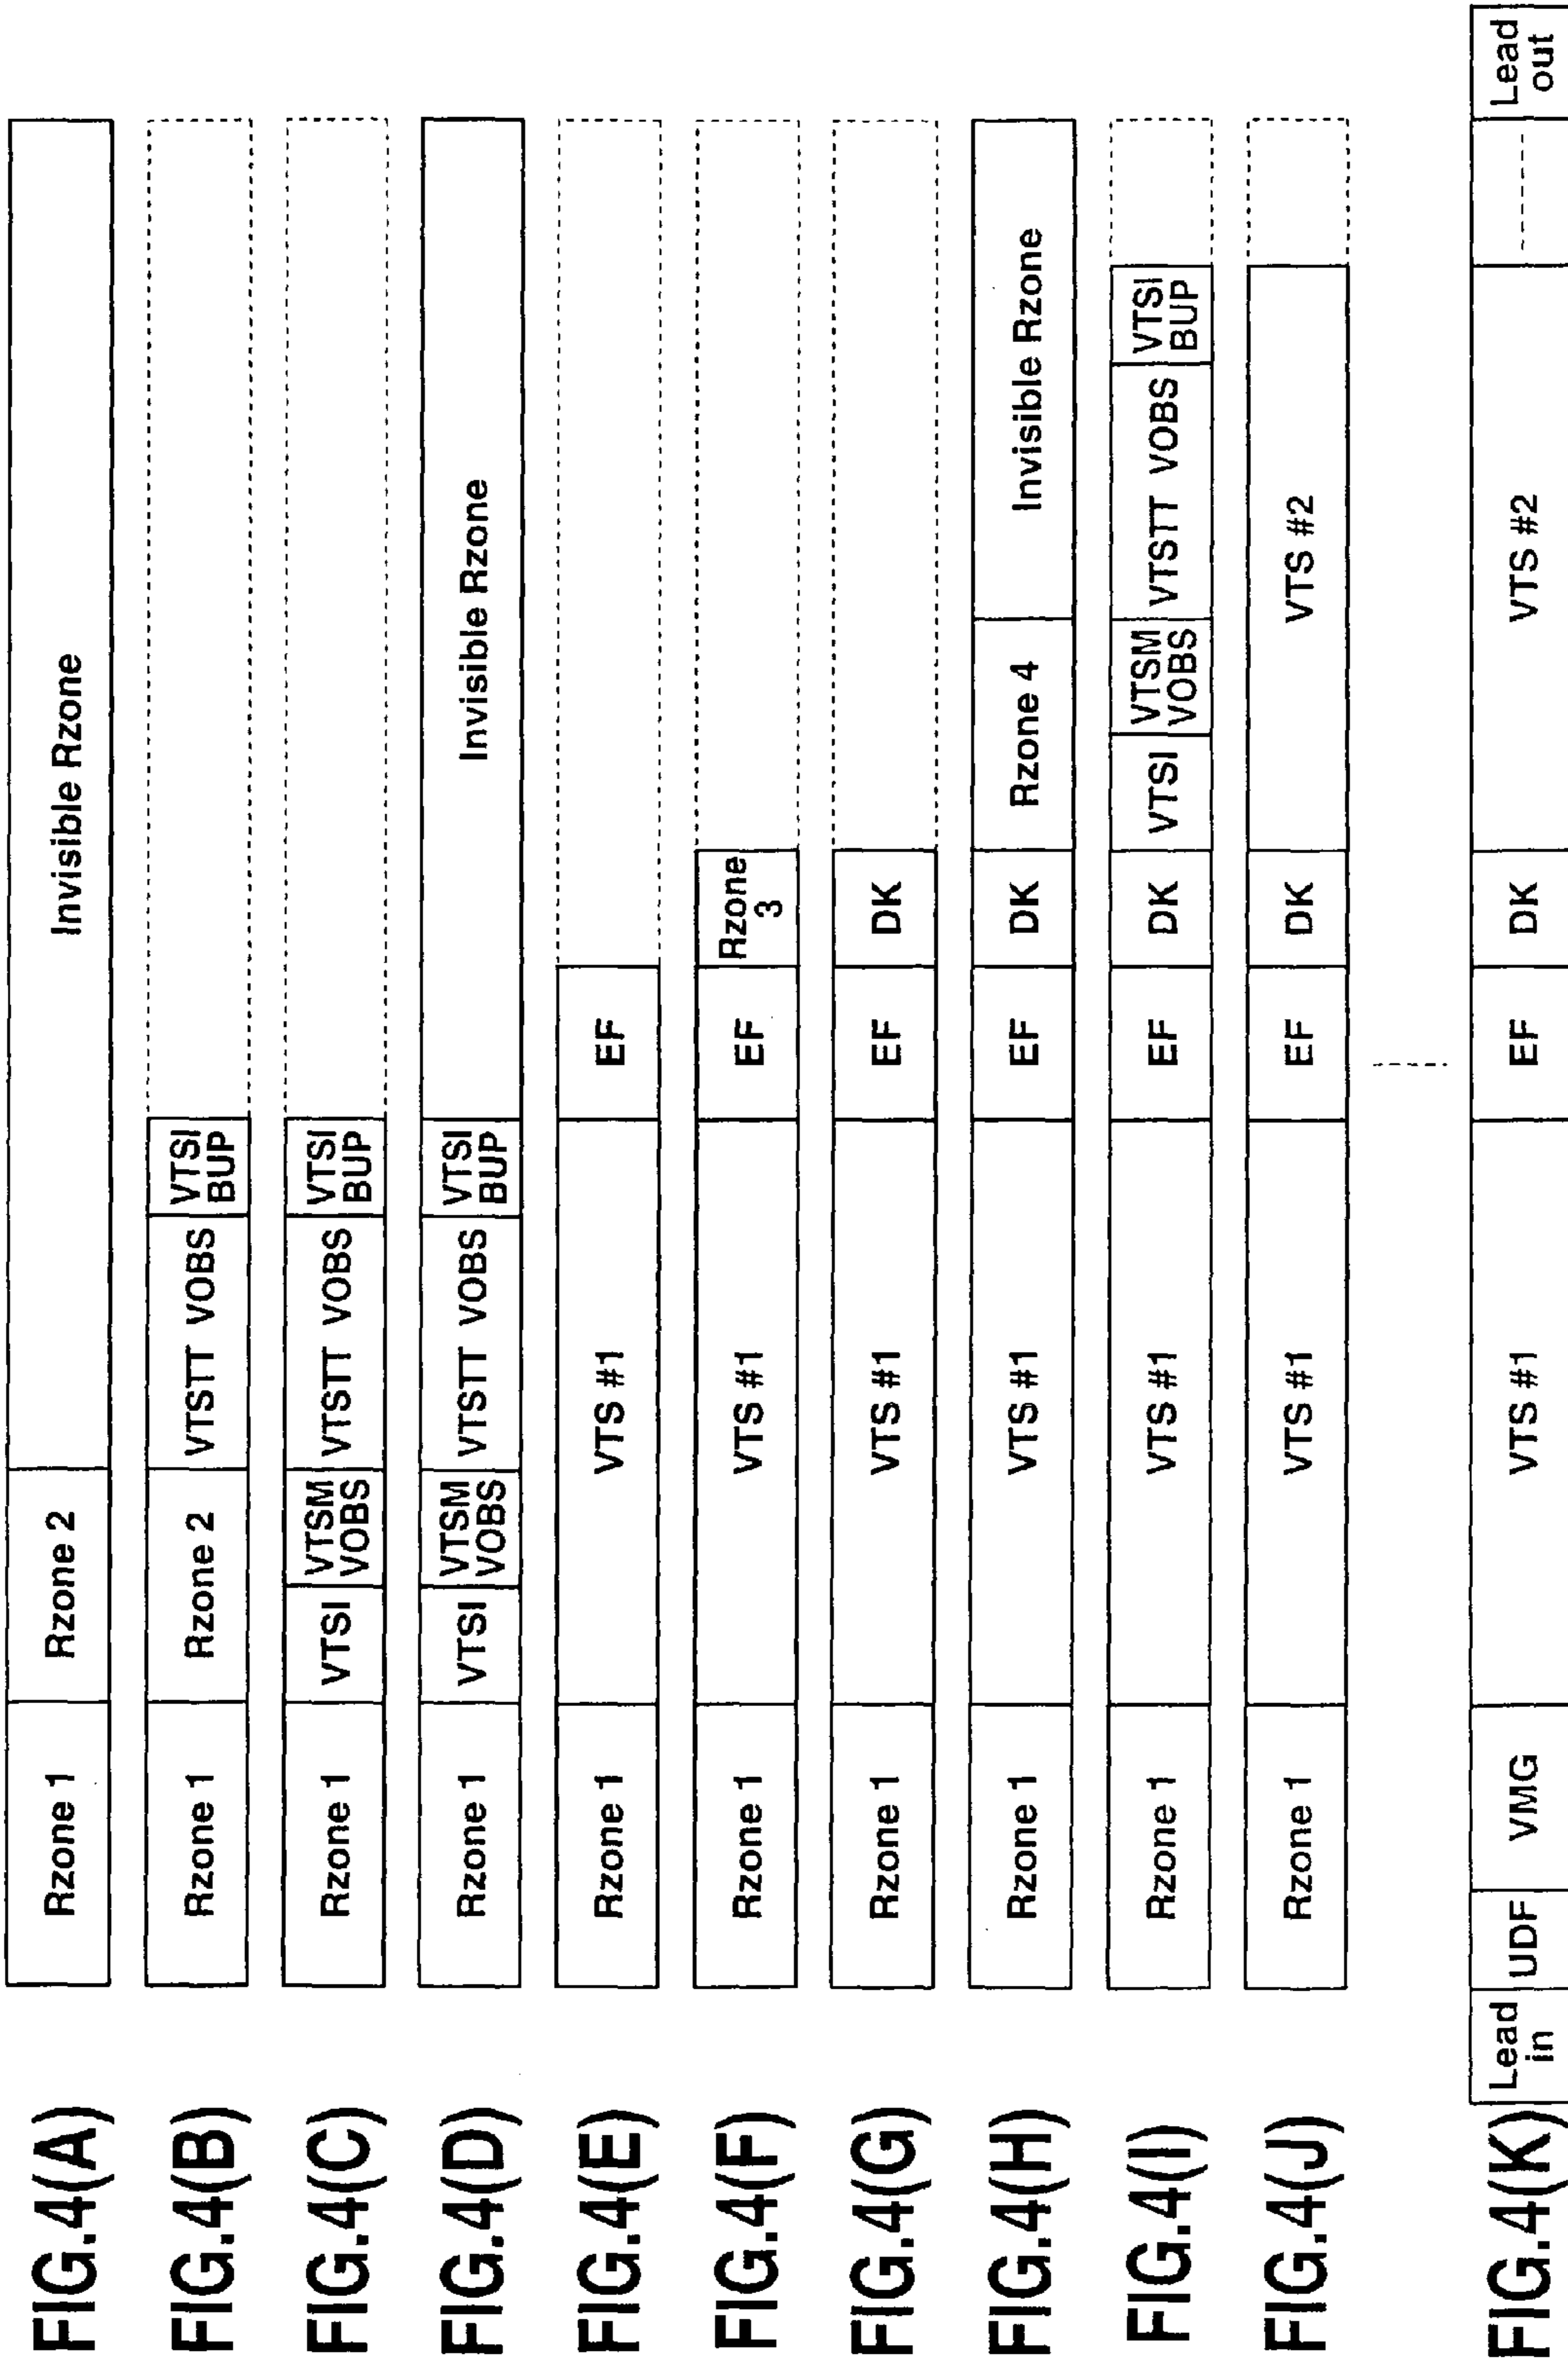 FIG.4(A)
Rzone 1
Rzone 2
Invisible Rzone
FIG.4(B)
Rzone 1
Rzone 2
VTSTT VOBS
VTSI
BUP
FIG.4(C)
Rzone 1
VTSI
VTSM
VOBS
VTSTT VOBS
VTSI
BUP
FIG.4(D)
Rzone 1
VTSI
VTSM
VOBS
VTSTT VOBS
VTSI
BUP
Invisible Rzone
FIG.4(E)
Rzone 1
VTS #1
EF
FIG.4(F)
Rzone 1
VTS #1
EF
Rzone
3
FIG.4(G)
Rzone 1
VTS #1
EF
DK
FIG.4(H)
Rzone 1
VTS #1
EF
DK
Rzone 4
Invisible Rzone
FIG.4(I)
Rzone 1
VTS #1
EF
DK
VTSI
VTSM
VOBS
VTSTT VOBS
VTSI
BUP
FIG.4(J)
Rzone 1
VTS #1
EF
DK
VTS #2
FIG.4(K)
Lead
in
UDF
VMG
VTS #1
EF
DK
VTS #2
Lead
out